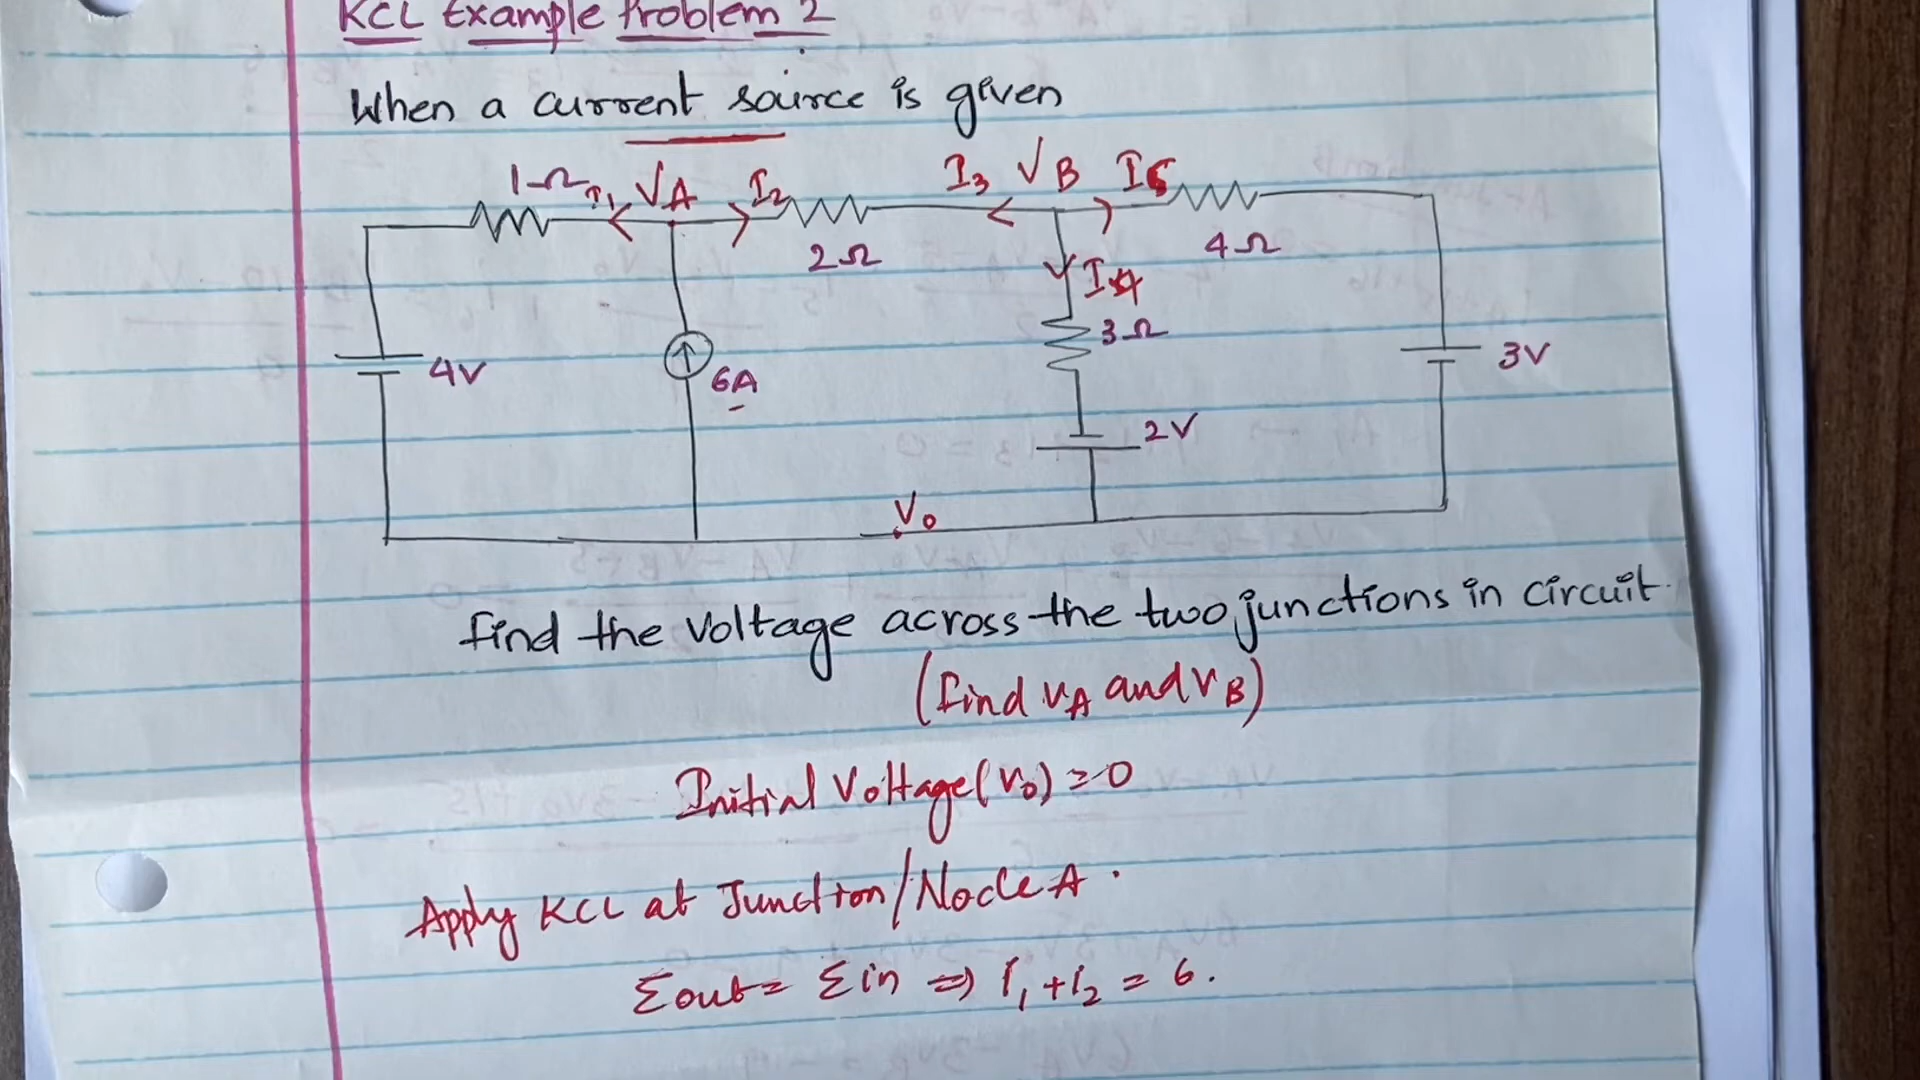 KCL Example Problem 2
When a current source is given
1Ω I1 VA I2 I3 VB I5
2Ω 4Ω
I4
3Ω
4V 6A 3V
2V
Vo
find the voltage across the two junctions in circuit.
(find VA and VB)
Initial Voltage (Vo) = 0
Apply KCL at Junction/Node A.
Σout = Σin ⇒ I1 + I2 = 6.